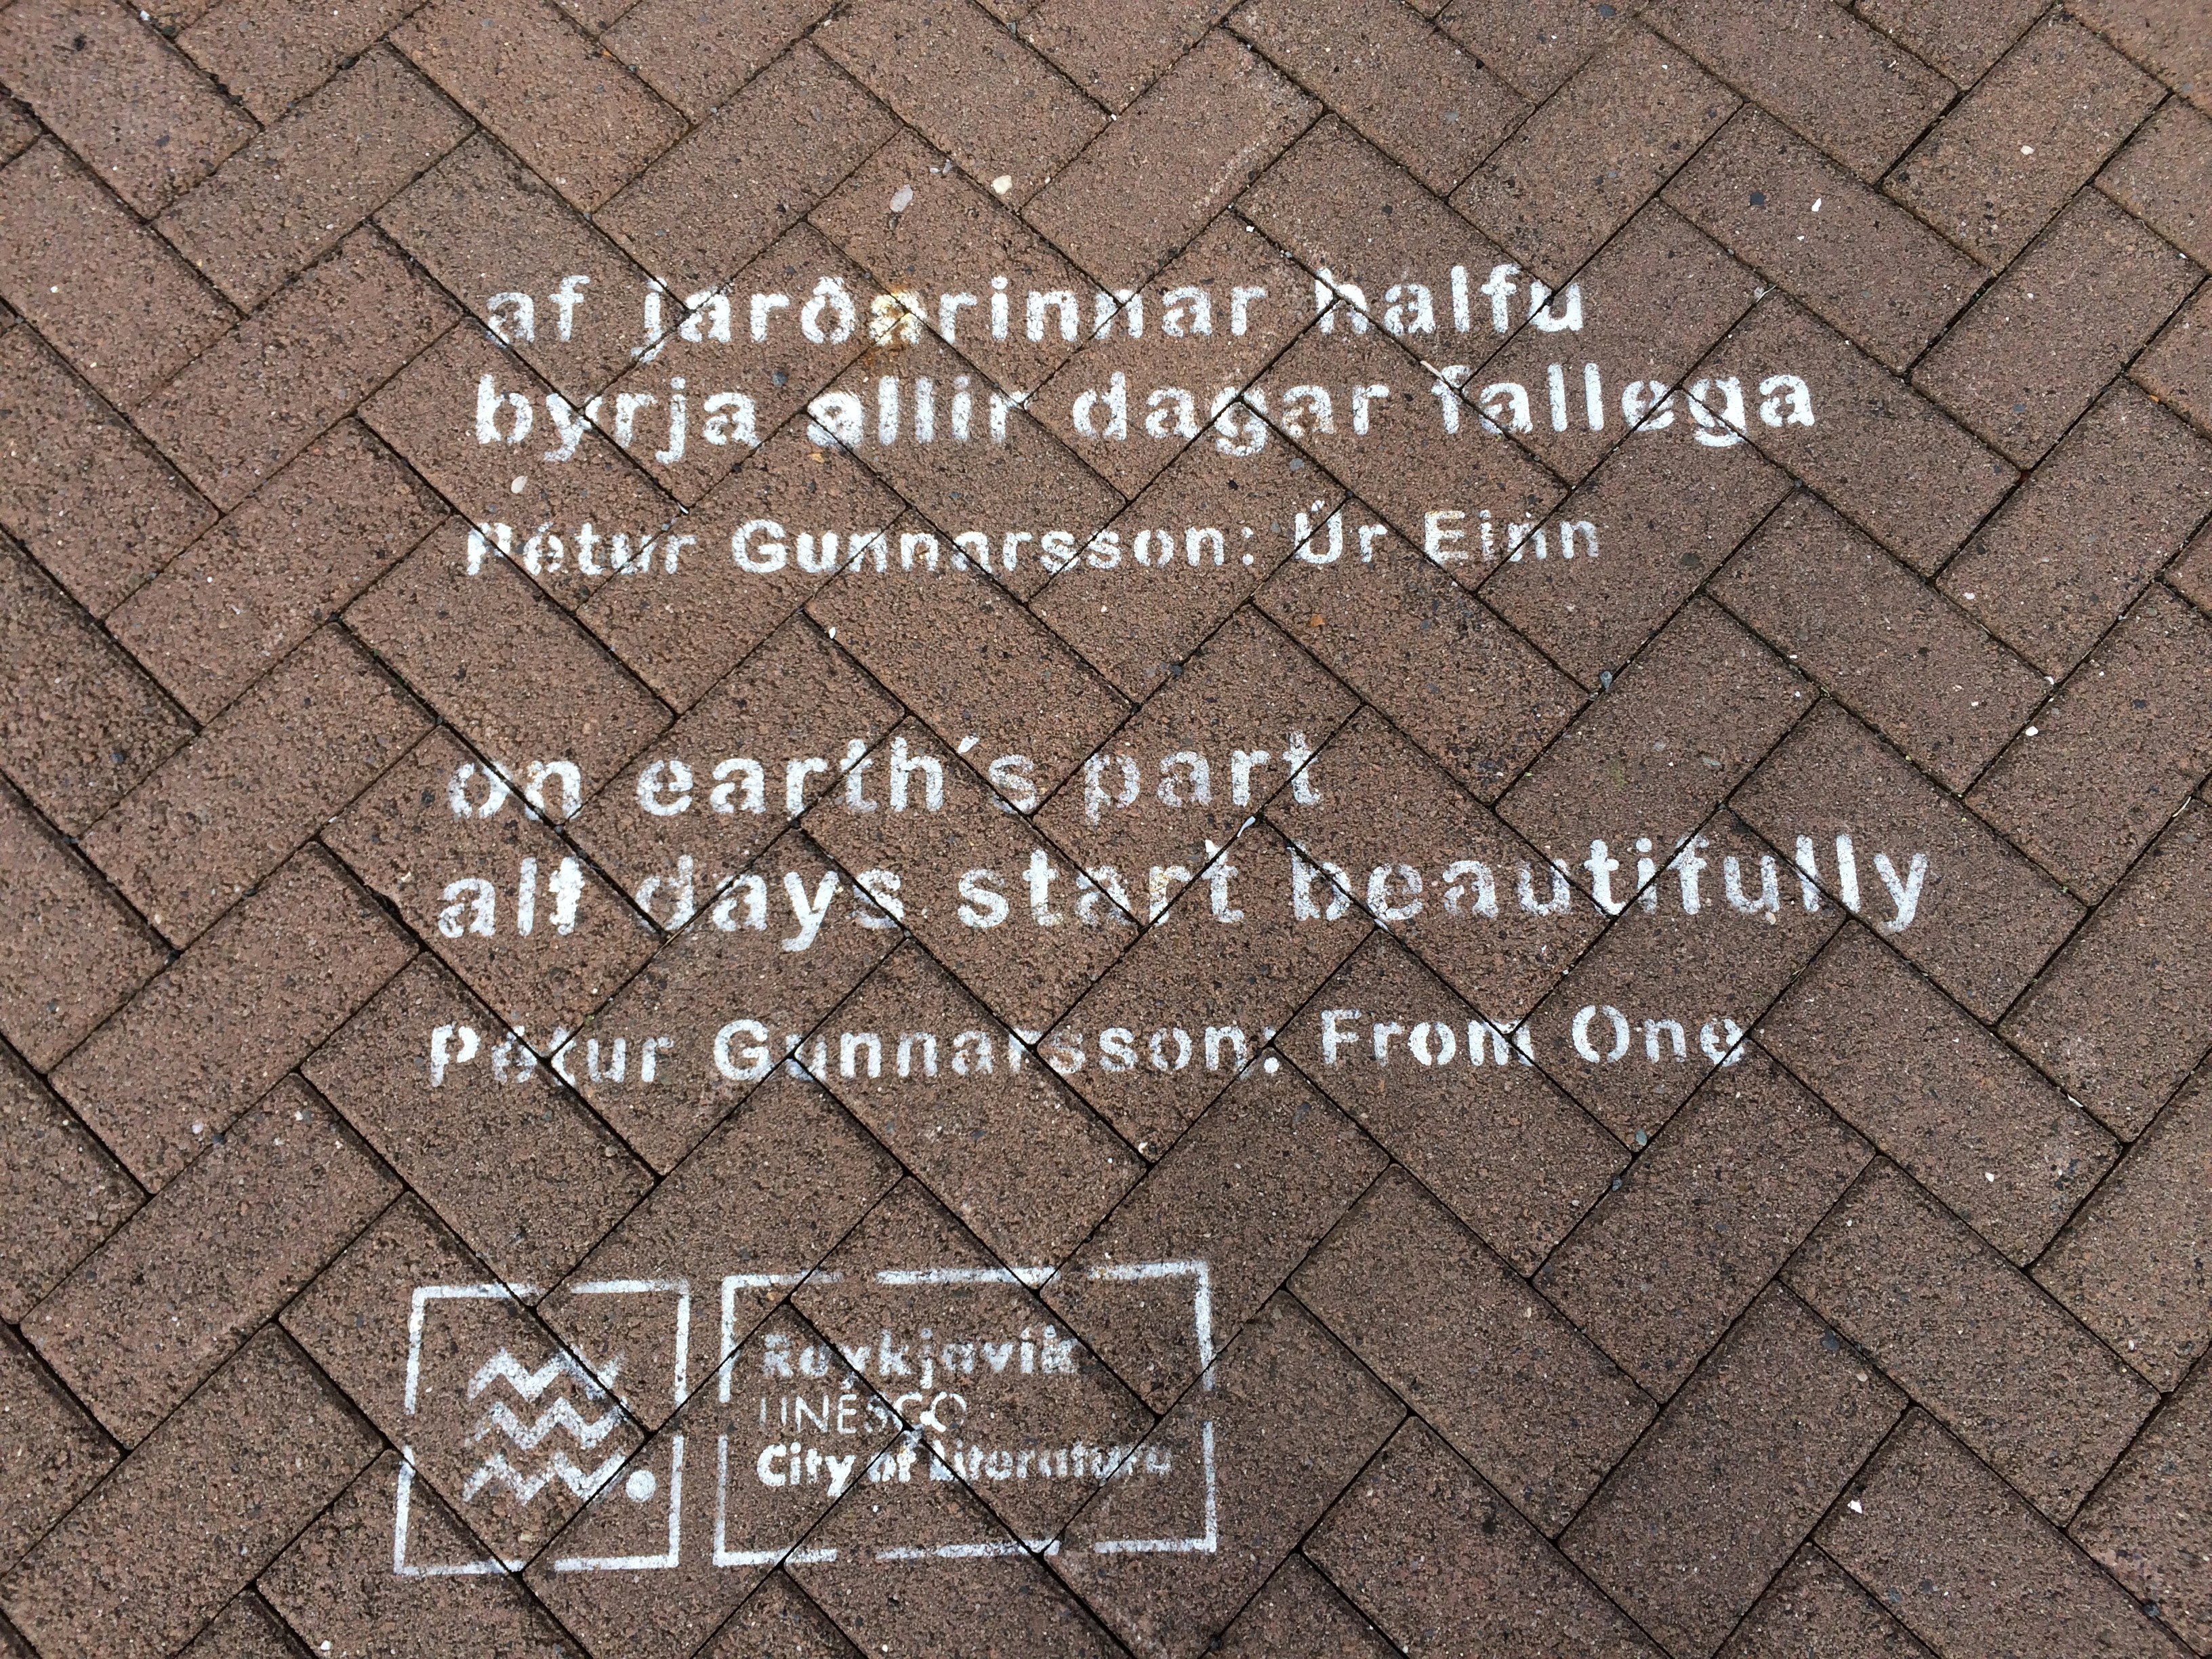 af jarðarinnar halfu
byrja allir dagar fallega
Pétur Gunnarsson: Úr Einn
on earth´s part
all days start beautifully
Pétur Gunnarsson: From One
Reykjavík
UNESCO
City of Literature